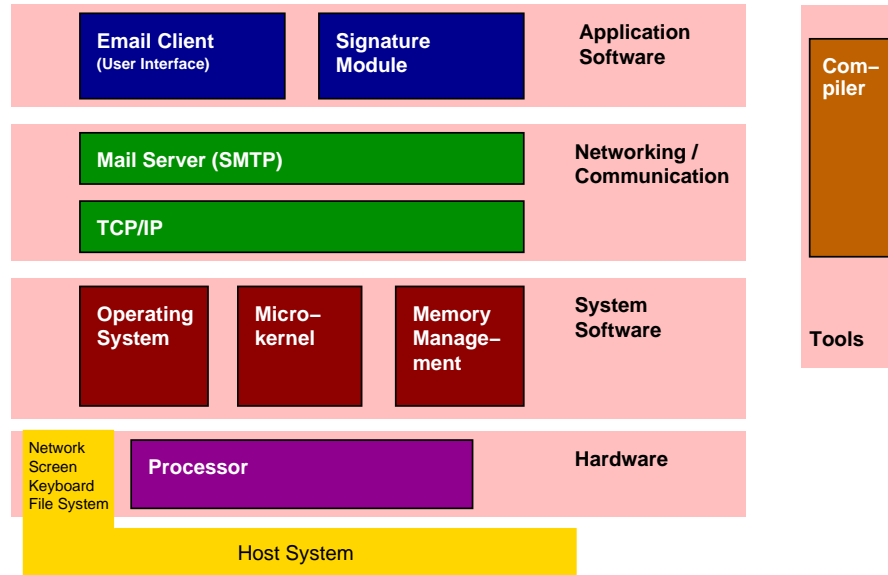 Email Client
(User Interface)
Signature
Module
Application
Software
Com–
piler
Mail Server (SMTP)
Networking /
Communication
TCP/IP
Operating
System
Micro–
kernel
Memory
Manage–
ment
System
Software
Tools
Network
Screen
Keyboard
File System
Processor
Hardware
Host System